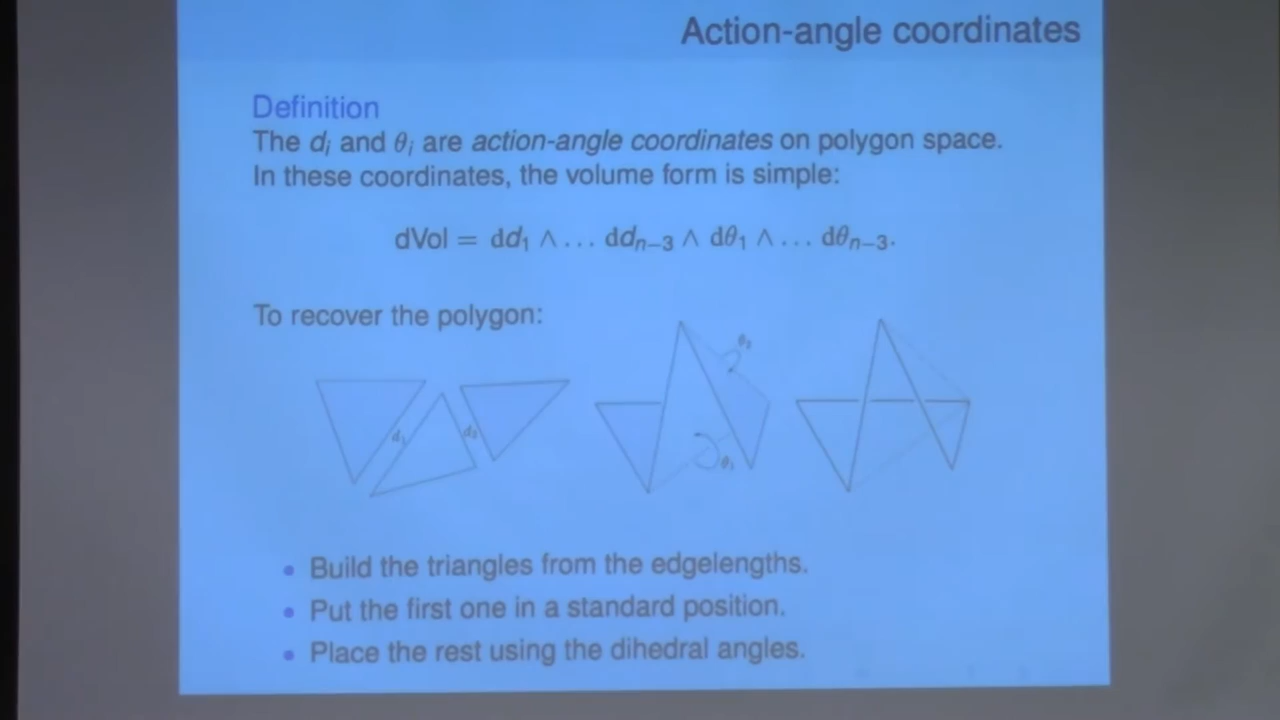 Action-angle coordinates
Definition
The dᵢ and θᵢ are action-angle coordinates on polygon space.
In these coordinates, the volume form is simple:
dVol = dd₁ ∧ … ddₙ₋₃ ∧ dθ₁ ∧ … dθₙ₋₃.
To recover the polygon:
d₁ d₂
θ₂
θ₁
• Build the triangles from the edgelengths.
• Put the first one in a standard position.
• Place the rest using the dihedral angles.